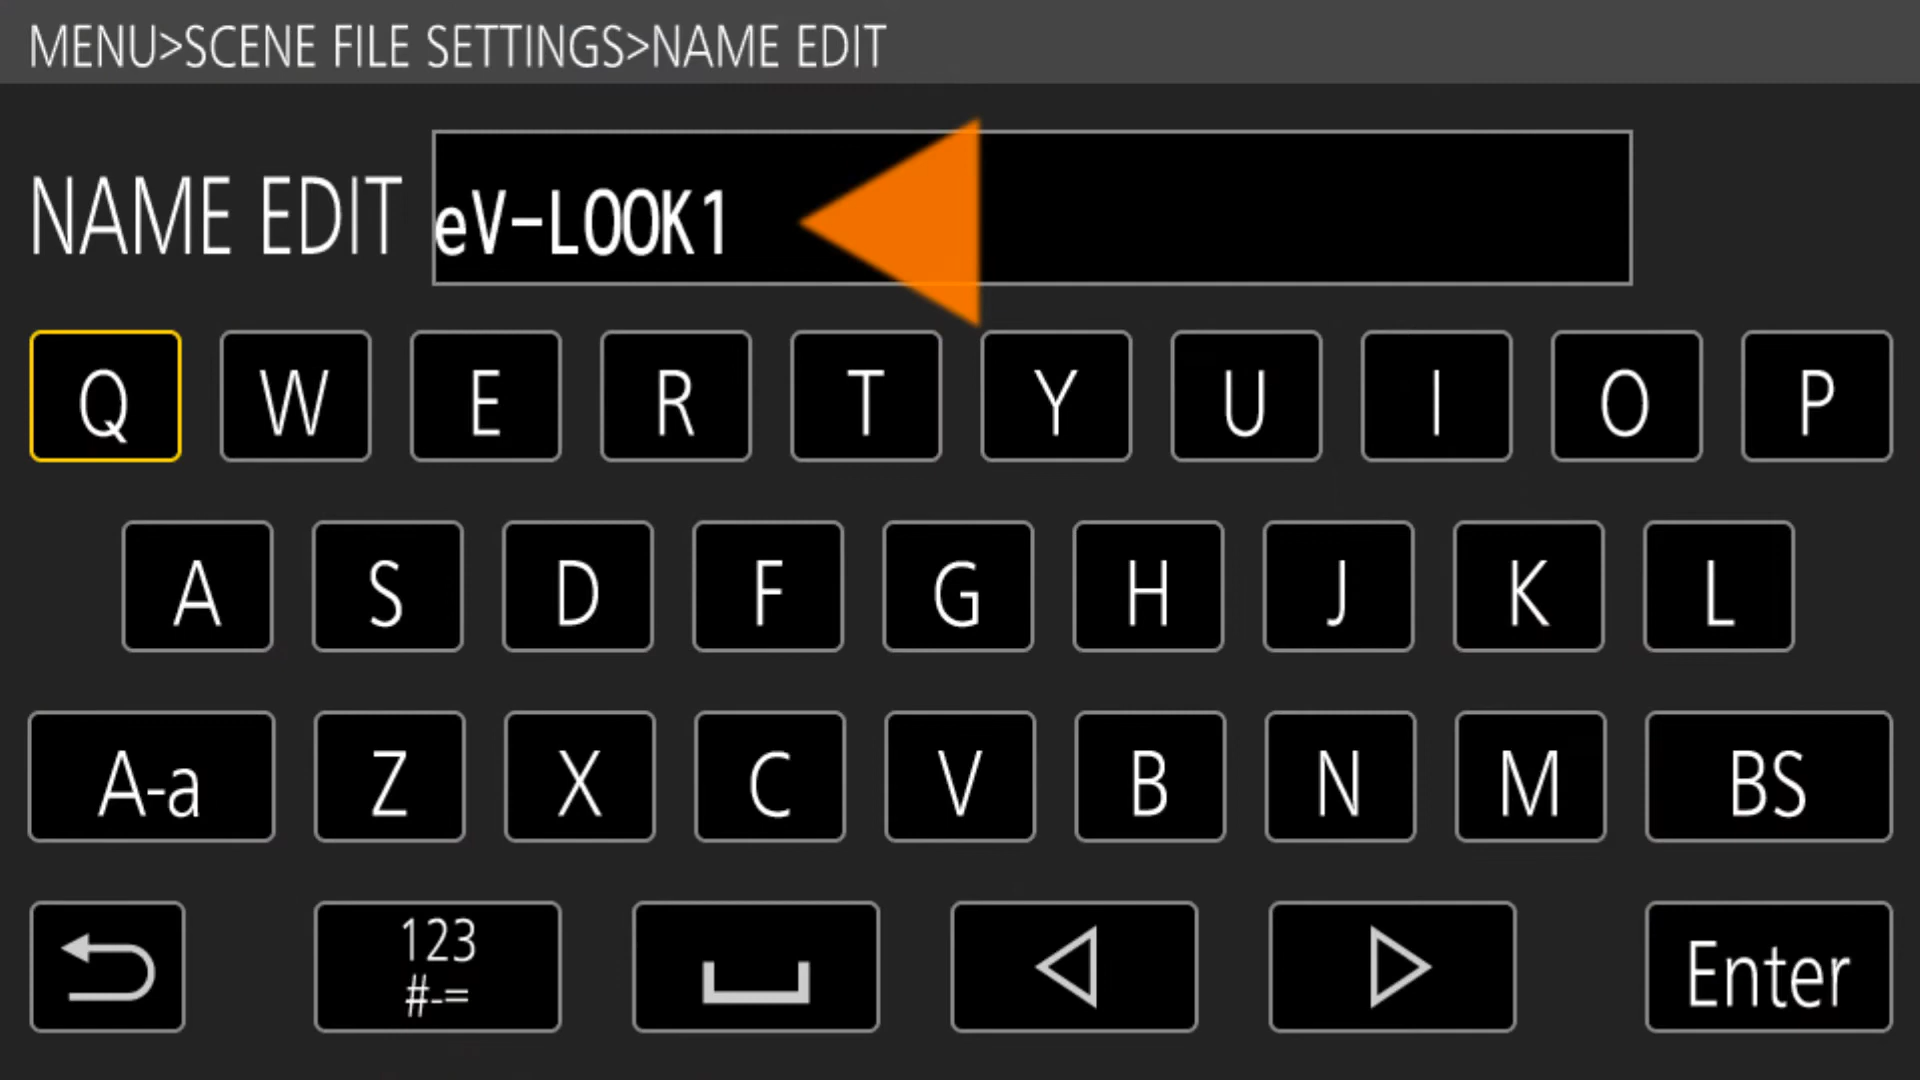 MENU>SCENE FILE SETTINGS>NAME EDIT
NAME EDIT eV-LOOK1
Q W E R T Y U I O P
A S D F G H J K L
A-a Z X C V B N M BS
123
#-=
Enter